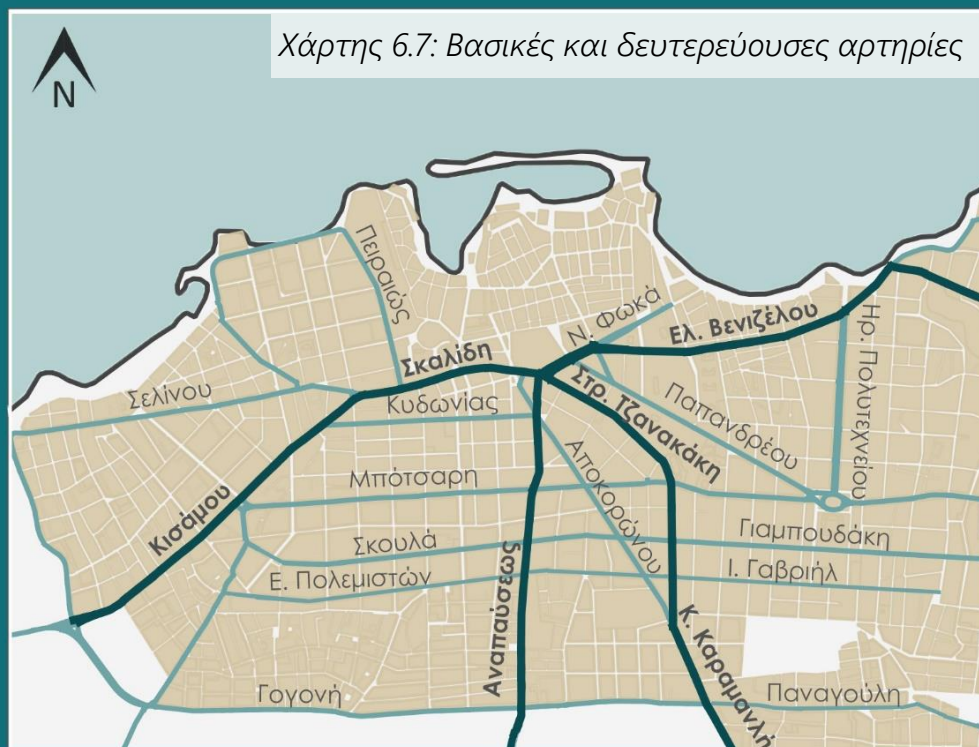 Χάρτης 6.7: Βασικές και δευτερεύουσες αρτηρίες
N
Πειραιώς
Ν. Φωκά
Ελ. Βενιζέλου
Ηρ. Πολυτεχνείου
Σκαλίδη
Σελίνου
Κυδωνίας
Στρ. Τζανακάκη
Παπανδρέου
Αποκορώνου
Μπότσαρη
Κισάμου
Σκουλά
Γιαμπουδάκη
Ε. Πολεμιστών
Ι. Γαβριήλ
Αναπαύσεως
Κ. Καραμανλή
Γογονή
Παναγούλη